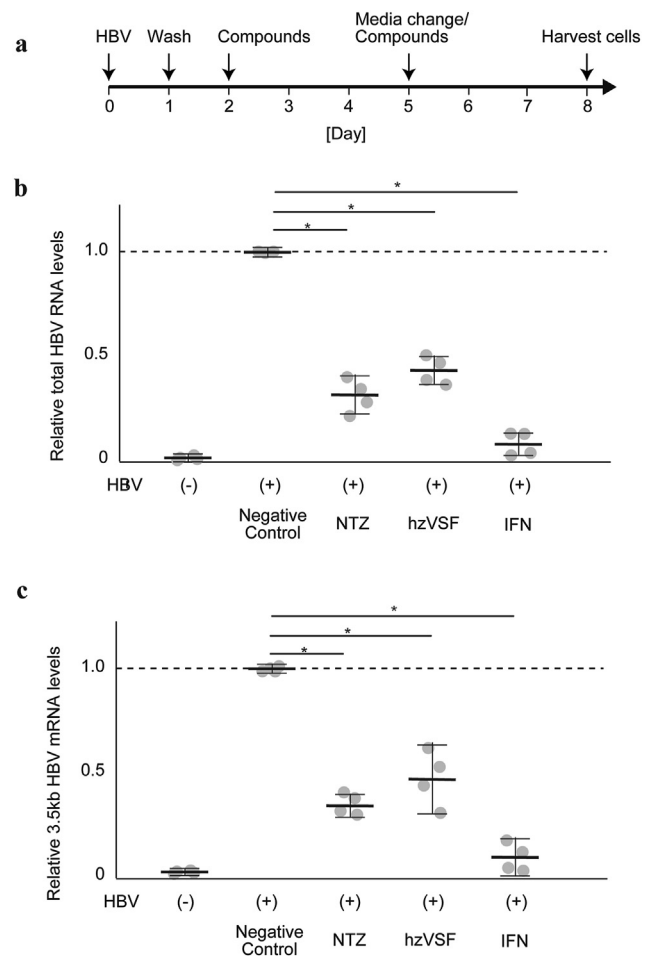 a
HBV Wash Compounds Media change/ Harvest cells
Compounds
0 1 2 3 4 5 6 7 8
[Day]
b
Relative total HBV RNA levels
*
*
*
1.0
0.5
0
HBV (-) (+) (+) (+) (+)
Negative Control NTZ hzVSF IFN
c
Relative 3.5kb HBV mRNA levels
*
*
*
1.0
0.5
0
HBV (-) (+) (+) (+) (+)
Negative Control NTZ hzVSF IFN